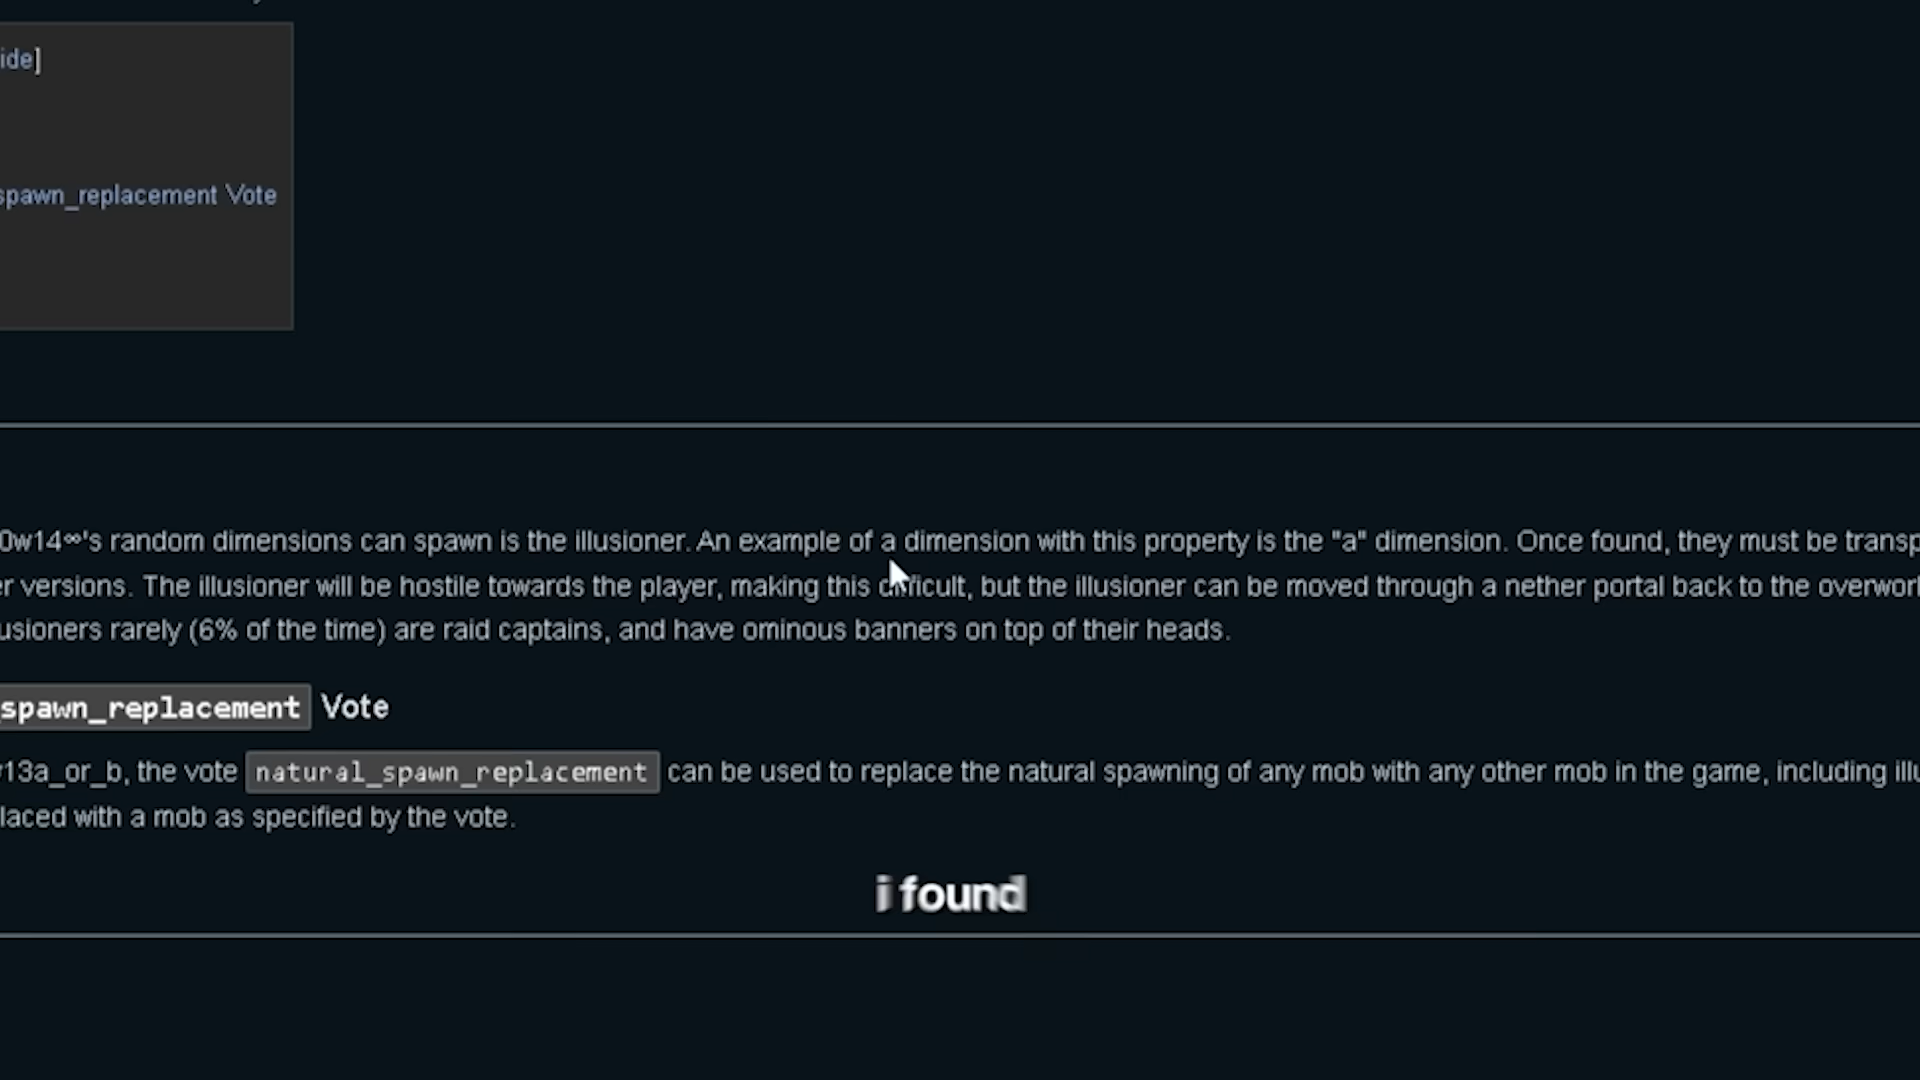 ide]
spawn_replacement Vote
0w14∞'s random dimensions can spawn is the illusioner. An example of a dimension with this property is the "a" dimension. Once found, they must be transp
er versions. The illusioner will be hostile towards the player, making this difficult, but the illusioner can be moved through a nether portal back to the overworl
usioners rarely (6% of the time) are raid captains, and have ominous banners on top of their heads.
spawn_replacement Vote
13a_or_b, the vote natural_spawn_replacement can be used to replace the natural spawning of any mob with any other mob in the game, including illu
laced with a mob as specified by the vote.
i found